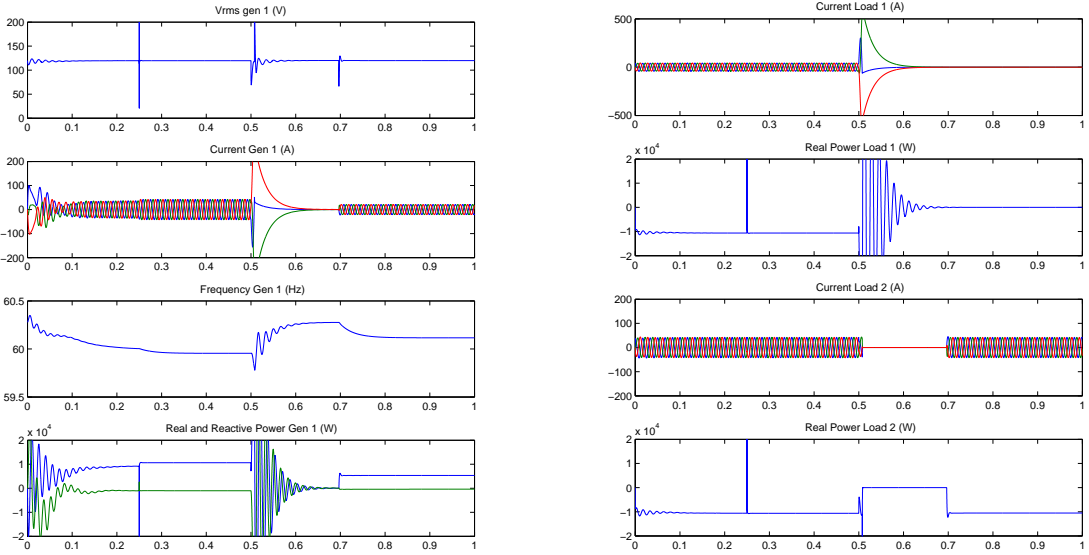 Vrms gen 1 (V)
200
150
100
50
0
0 0.1 0.2 0.3 0.4 0.5 0.6 0.7 0.8 0.9 1
Current Gen 1 (A)
200
100
0
−100
−200
0 0.1 0.2 0.3 0.4 0.5 0.6 0.7 0.8 0.9 1
Frequency Gen 1 (Hz)
60.5
60
59.5
0 0.1 0.2 0.3 0.4 0.5 0.6 0.7 0.8 0.9 1
x 10⁴
Real and Reactive Power Gen 1 (W)
2
1
0
−1
−2
0 0.1 0.2 0.3 0.4 0.5 0.6 0.7 0.8 0.9 1
Current Load 1 (A)
500
0
−500
0 0.1 0.2 0.3 0.4 0.5 0.6 0.7 0.8 0.9 1
x 10⁴
Real Power Load 1 (W)
2
1
0
−1
−2
0 0.1 0.2 0.3 0.4 0.5 0.6 0.7 0.8 0.9 1
Current Load 2 (A)
200
100
0
−100
−200
0 0.1 0.2 0.3 0.4 0.5 0.6 0.7 0.8 0.9 1
x 10⁴
Real Power Load 2 (W)
2
1
0
−1
−2
0 0.1 0.2 0.3 0.4 0.5 0.6 0.7 0.8 0.9 1